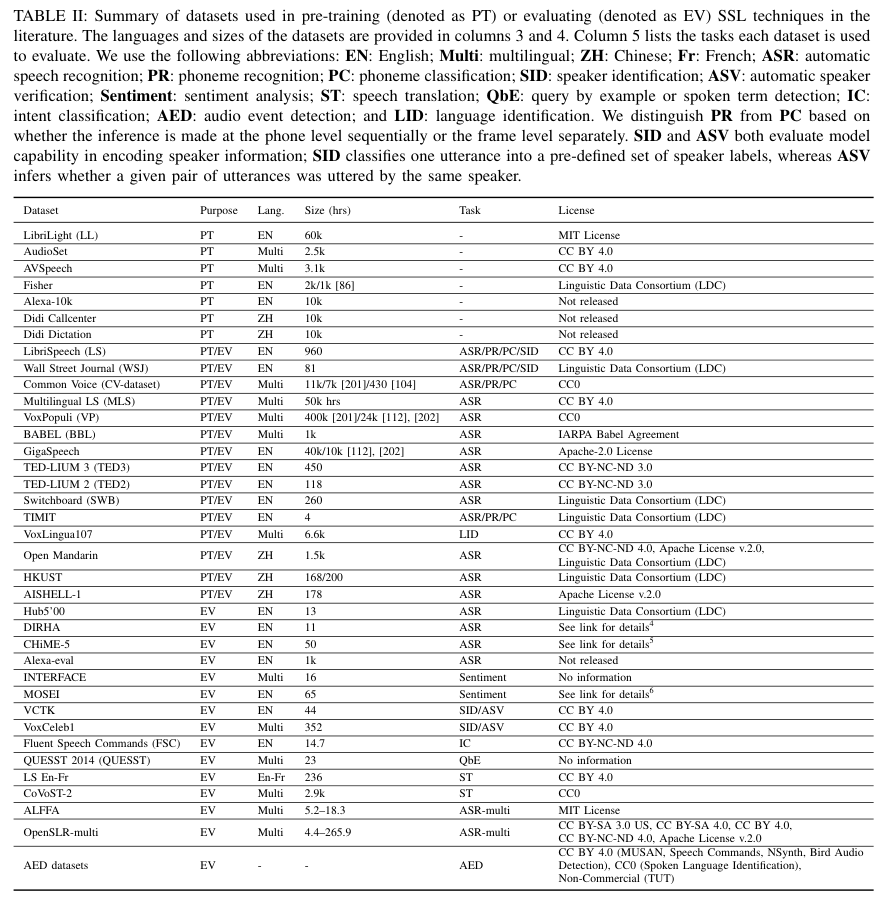 TABLE II: Summary of datasets used in pre-training (denoted as PT) or evaluating (denoted as EV) SSL techniques in the
literature. The languages and sizes of the datasets are provided in columns 3 and 4. Column 5 lists the tasks each dataset is used
to evaluate. We use the following abbreviations: EN: English; Multi: multilingual; ZH: Chinese; Fr: French; ASR: automatic
speech recognition; PR: phoneme recognition; PC: phoneme classification; SID: speaker identification; ASV: automatic speaker
verification; Sentiment: sentiment analysis; ST: speech translation; QbE: query by example or spoken term detection; IC:
intent classification; AED: audio event detection; and LID: language identification. We distinguish PR from PC based on
whether the inference is made at the phone level sequentially or the frame level separately. SID and ASV both evaluate model
capability in encoding speaker information; SID classifies one utterance into a pre-defined set of speaker labels, whereas ASV
infers whether a given pair of utterances was uttered by the same speaker.
Dataset Purpose Lang. Size (hrs) Task License
LibriLight (LL) PT EN 60k - MIT License
AudioSet PT Multi 2.5k - CC BY 4.0
AVSpeech PT Multi 3.1k - CC BY 4.0
Fisher PT EN 2k/1k [86] - Linguistic Data Consortium (LDC)
Alexa-10k PT EN 10k - Not released
Didi Callcenter PT ZH 10k - Not released
Didi Dictation PT ZH 10k - Not released
LibriSpeech (LS) PT/EV EN 960 ASR/PR/PC/SID CC BY 4.0
Wall Street Journal (WSJ) PT/EV EN 81 ASR/PR/PC/SID Linguistic Data Consortium (LDC)
Common Voice (CV-dataset) PT/EV Multi 11k/7k [201]/430 [104] ASR/PR/PC CC0
Multilingual LS (MLS) PT/EV Multi 50k hrs ASR CC BY 4.0
VoxPopuli (VP) PT/EV Multi 400k [201]/24k [112], [202] ASR CC0
BABEL (BBL) PT/EV Multi 1k ASR IARPA Babel Agreement
GigaSpeech PT/EV EN 40k/10k [112], [202] ASR Apache-2.0 License
TED-LIUM 3 (TED3) PT/EV EN 450 ASR CC BY-NC-ND 3.0
TED-LIUM 2 (TED2) PT/EV EN 118 ASR CC BY-NC-ND 3.0
Switchboard (SWB) PT/EV EN 260 ASR Linguistic Data Consortium (LDC)
TIMIT PT/EV EN 4 ASR/PR/PC Linguistic Data Consortium (LDC)
VoxLingua107 PT/EV Multi 6.6k LID CC BY 4.0
Open Mandarin PT/EV ZH 1.5k ASR CC BY-NC-ND 4.0, Apache License v.2.0,
Linguistic Data Consortium (LDC)
HKUST PT/EV ZH 168/200 ASR Linguistic Data Consortium (LDC)
AISHELL-1 PT/EV ZH 178 ASR Apache License v.2.0
Hub5'00 EV EN 13 ASR Linguistic Data Consortium (LDC)
DIRHA EV EN 11 ASR See link for details4
CHiME-5 EV EN 50 ASR See link for details5
Alexa-eval EV EN 1k ASR Not released
INTERFACE EV Multi 16 Sentiment No information
MOSEI EV EN 65 Sentiment See link for details6
VCTK EV EN 44 SID/ASV CC BY 4.0
VoxCeleb1 EV Multi 352 SID/ASV CC BY 4.0
Fluent Speech Commands (FSC) EV EN 14.7 IC CC BY-NC-ND 4.0
QUESST 2014 (QUESST) EV Multi 23 QbE No information
LS En-Fr EV En-Fr 236 ST CC BY 4.0
CoVoST-2 EV Multi 2.9k ST CC0
ALFFA EV Multi 5.2–18.3 ASR-multi MIT License
OpenSLR-multi EV Multi 4.4–265.9 ASR-multi CC BY-SA 3.0 US, CC BY-SA 4.0, CC BY 4.0,
CC BY-NC-ND 4.0, Apache License v.2.0
AED datasets EV - - AED CC BY 4.0 (MUSAN, Speech Commands, NSynth, Bird Audio
Detection), CC0 (Spoken Language Identification),
Non-Commercial (TUT)